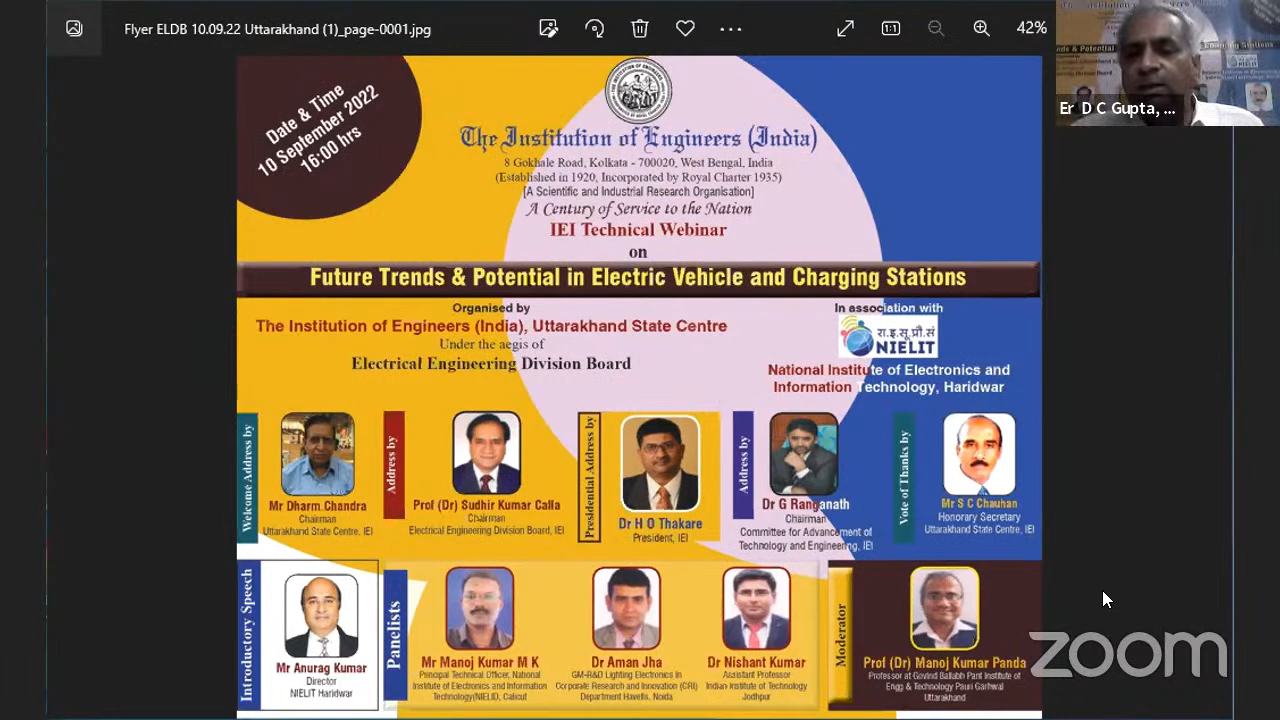 Flyer ELDB 10.09.22 Uttarakhand (1)_page-0001.jpg
42%
Er D C Gupta, ...
Date & Time
10 September 2022
16:00 hrs
The Institution of Engineers (India)
8 Gokhale Road, Kolkata - 700020, West Bengal, India
(Established in 1920, Incorporated by Royal Charter 1935)
[A Scientific and Industrial Research Organisation]
A Century of Service to the Nation
IEI Technical Webinar
on
Future Trends & Potential in Electric Vehicle and Charging Stations
Organised by
The Institution of Engineers (India), Uttarakhand State Centre
Under the aegis of
Electrical Engineering Division Board
In association with
रा.इ.सू.प्रौ.सं
NIELIT
National Institute of Electronics and
Information Technology, Haridwar
Welcome Address by
Mr Dharm Chandra
Chairman
Uttarakhand State Centre, IEI
Address by
Prof (Dr) Sudhir Kumar Calla
Chairman
Electrical Engineering Division Board, IEI
Presidential Address by
Dr H O Thakare
President, IEI
Address by
Dr G Ranganath
Chairman
Committee for Advancement of
Technology and Engineering, IEI
Vote of Thanks by
Mr S C Chauhan
Honorary Secretary
Uttarakhand State Centre, IEI
Introductory Speech
Mr Anurag Kumar
Director
NIELIT Haridwar
Panelists
Mr Manoj Kumar M K
Principal Technical Officer, National
Institute of Electronics and Information
Technology(NIELID, Calicut
Dr Aman Jha
GM-R&D Lighting Electronics in
Corporate Research and Innovation (CRI)
Department Havells, Noida
Dr Nishant Kumar
Assistant Professor
Indian Institute of Technology
Jodhpur
Moderator
Prof (Dr) Manoj Kumar Panda
Professor at Govind Ballabh Pant Institute of
Engg & Technology Pauri Garhwal
Uttarakhand
zoom